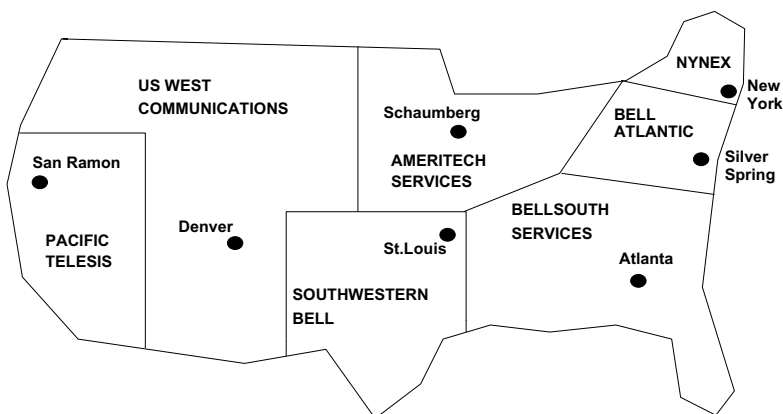 US WEST
COMMUNICATIONS
NYNEX
New
York
Schaumberg
BELL
ATLANTIC
San Ramon
AMERITECH
SERVICES
Silver
Spring
Denver
BELLSOUTH
SERVICES
PACIFIC
TELESIS
St.Louis
Atlanta
SOUTHWESTERN
BELL